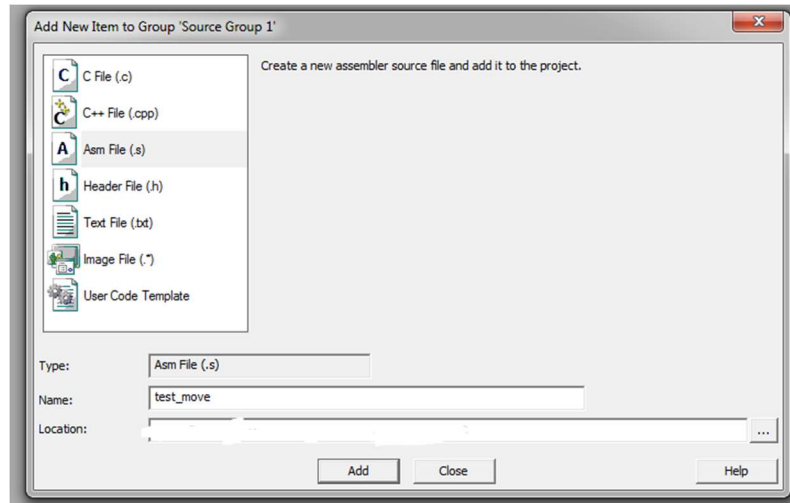 Add New Item to Group 'Source Group 1'
C File (.c)
Create a new assembler source file and add it to the project.
C++ File (.cpp)
Asm File (.s)
Header File (.h)
Text File (.txt)
Image File (.*)
User Code Template
Type:
Asm File (.s)
Name:
test_move
Location:
...
Add
Close
Help